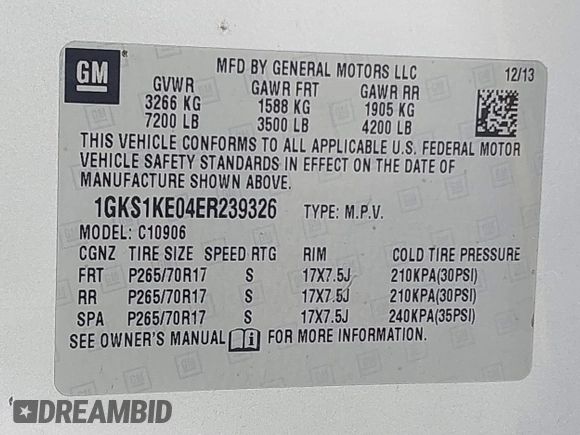 GM ®
MFD BY GENERAL MOTORS LLC 12/13
GVWR GAWR FRT GAWR RR
3266 KG 1588 KG 1905 KG
7200 LB 3500 LB 4200 LB
THIS VEHICLE CONFORMS TO ALL APPLICABLE U.S. FEDERAL MOTOR
VEHICLE SAFETY STANDARDS IN EFFECT ON THE DATE OF
MANUFACTURE SHOWN ABOVE.
1GKS1KE04ER239326 TYPE: M.P.V.
MODEL: C10906
CGNZ TIRE SIZE SPEED RTG RIM COLD TIRE PRESSURE
FRT P265/70R17 S 17X7.5J 210KPA(30PSI)
RR P265/70R17 S 17X7.5J 210KPA(30PSI)
SPA P265/70R17 S 17X7.5J 240KPA(35PSI)
SEE OWNER'S MANUAL FOR MORE INFORMATION.
DREAMBID